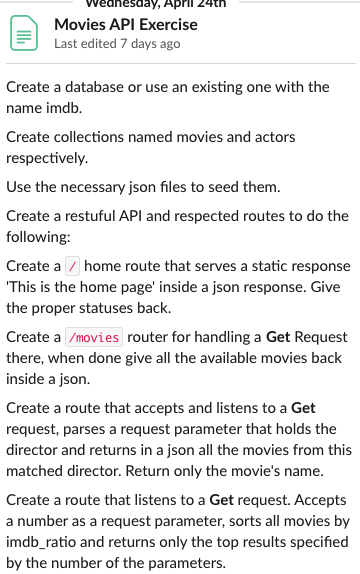 Wednesday, April 24th
Movies API Exercise
Last edited 7 days ago
Create a database or use an existing one with the
name imdb.
Create collections named movies and actors
respectively.
Use the necessary json files to seed them.
Create a restuful API and respected routes to do the
following:
Create a / home route that serves a static response
'This is the home page' inside a json response. Give
the proper statuses back.
Create a /movies router for handling a Get Request
there, when done give all the available movies back
inside a json.
Create a route that accepts and listens to a Get
request, parses a request parameter that holds the
director and returns in a json all the movies from this
matched director. Return only the movie's name.
Create a route that listens to a Get request. Accepts
a number as a request parameter, sorts all movies by
imdb_ratio and returns only the top results specified
by the number of the parameters.